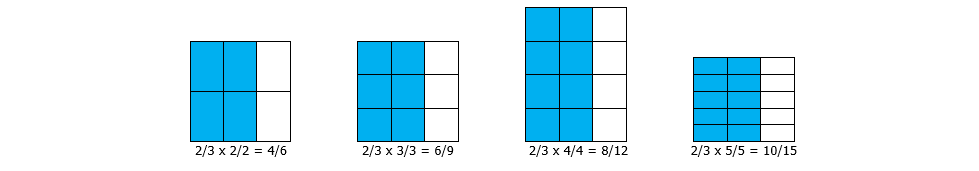 2/3 x 2/2 = 4/6
2/3 x 3/3 = 6/9
2/3 x 4/4 = 8/12
2/3 x 5/5 = 10/15